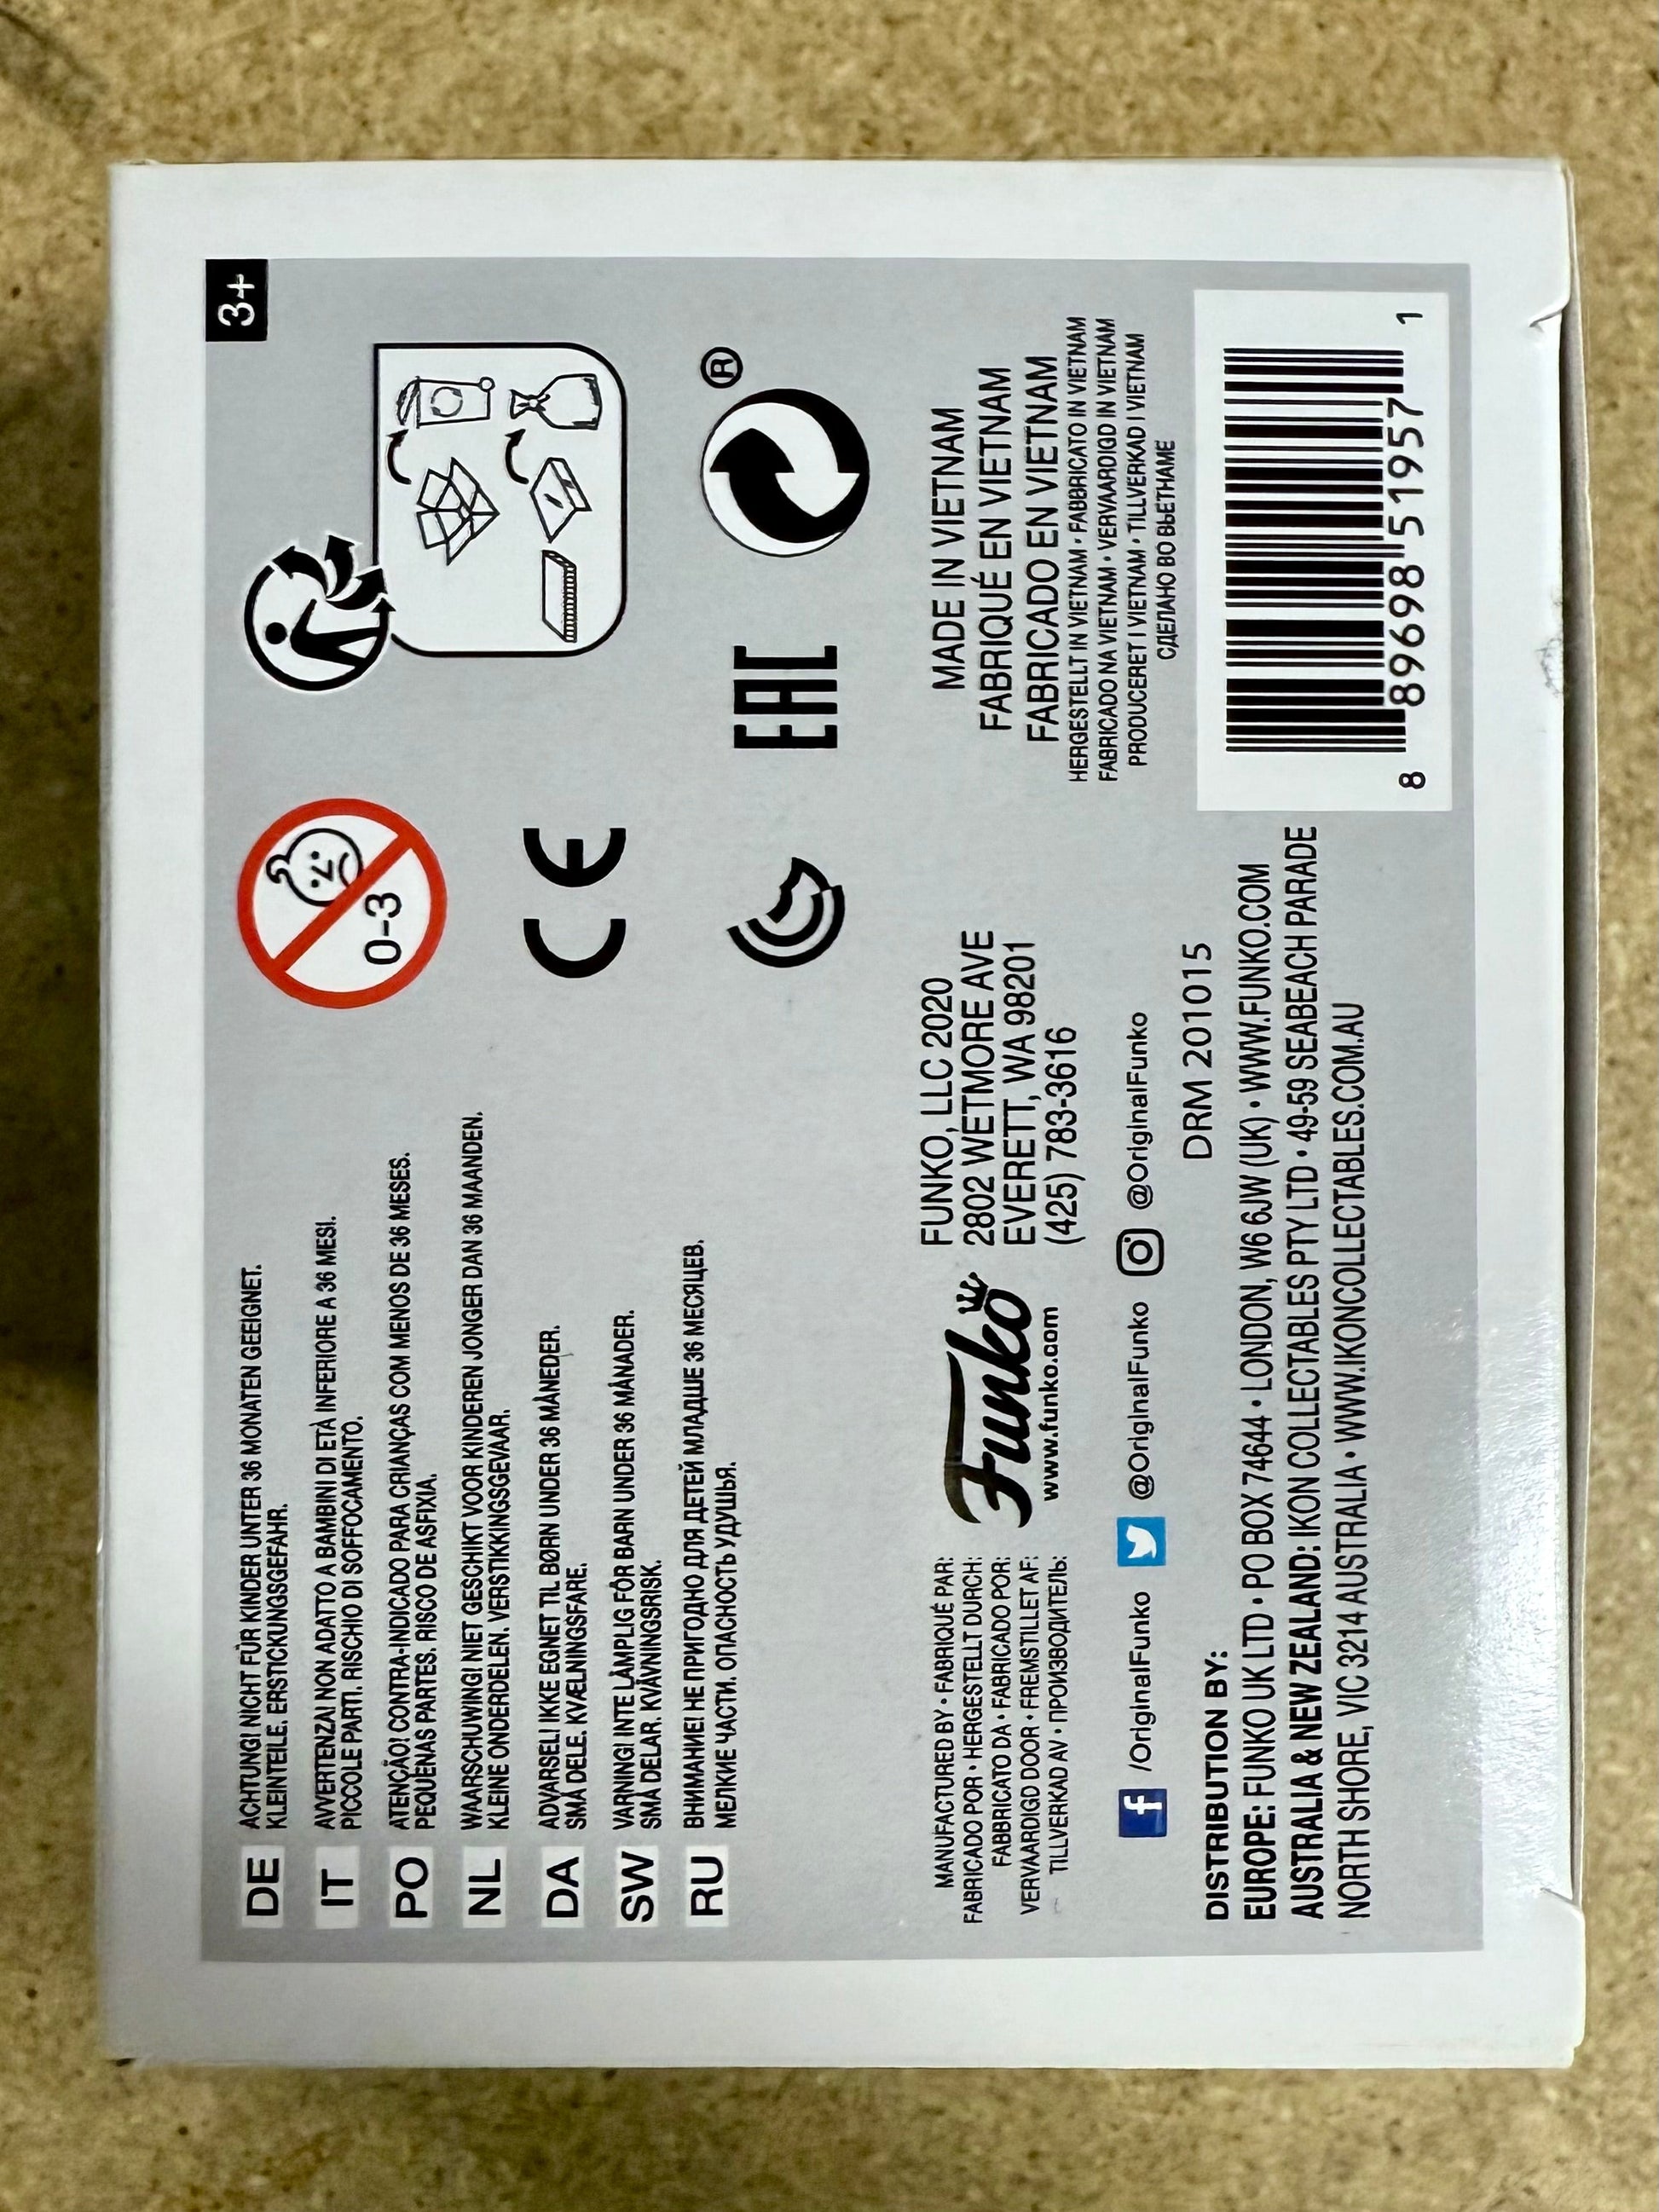 3+
DE
ACHTUNG! NICHT FÜR KINDER UNTER 36 MONATEN GEEIGNET.
KLEINTEILE. ERSTICKUNGSGEFAHR.
IT
AVVERTENZA! NON ADATTO A BAMBINI DI ETÀ INFERIORE A 36 MESI.
PICCOLE PARTI. RISCHIO DI SOFFOCAMENTO.
PO
ATENÇÃO! CONTRA-INDICADO PARA CRIANÇAS COM MENOS DE 36 MESES.
PEQUENAS PARTES. RISCO DE ASFIXIA.
NL
WAARSCHUWING! NIET GESCHIKT VOOR KINDEREN JONGER DAN 36 MAANDEN.
KLEINE ONDERDELEN. VERSTIKKINGSGEVAAR.
DA
ADVARSEL! IKKE EGNET TIL BØRN UNDER 36 MÅNEDER.
SMÅ DELE. KVÆLNINGSFARE.
SW
VARNING! INTE LÄMPLIG FÖR BARN UNDER 36 MÅNADER.
SMÅ DELAR. KVÄVNINGSRISK.
RU
ВНИМАНИЕ! НЕ ПРИГОДНО ДЛЯ ДЕТЕЙ МЛАДШЕ 36 МЕСЯЦЕВ.
МЕЛКИЕ ЧАСТИ. ОПАСНОСТЬ УДУШЬЯ.
0-3
CE
EAC
®
MANUFACTURED BY • FABRIQUÉ PAR:
FABRICADO POR • HERGESTELLT DURCH:
FABBRICATO DA • FABRICADO POR:
VERVAARDIGD DOOR • FREMSTILLET AF:
TILLVERKAD AV • ПРОИЗВОДИТЕЛЬ:
Funko
www.funko.com
FUNKO, LLC 2020
2802 WETMORE AVE
EVERETT, WA 98201
(425) 783-3616
MADE IN VIETNAM
FABRIQUÉ EN VIETNAM
FABRICADO EN VIETNAM
HERGESTELLT IN VIETNAM • FABBRICATO IN VIETNAM
FABRICADO NA VIETNAM • VERVAARDIGD IN VIETNAM
PRODUCERET I VIETNAM • TILLVERKAD I VIETNAM
СДЕЛАНО ВО ВЬЕТНАМЕ
/OriginalFunko @OriginalFunko @OriginalFunko
DRM 201015
DISTRIBUTION BY:
EUROPE: FUNKO UK LTD • PO BOX 74644 • LONDON, W6 6JW (UK) • WWW.FUNKO.COM
AUSTRALIA & NEW ZEALAND: IKON COLLECTABLES PTY LTD • 49-59 SEABEACH PARADE
NORTH SHORE, VIC 3214 AUSTRALIA • WWW.IKONCOLLECTABLES.COM.AU
8 89698 51957 1